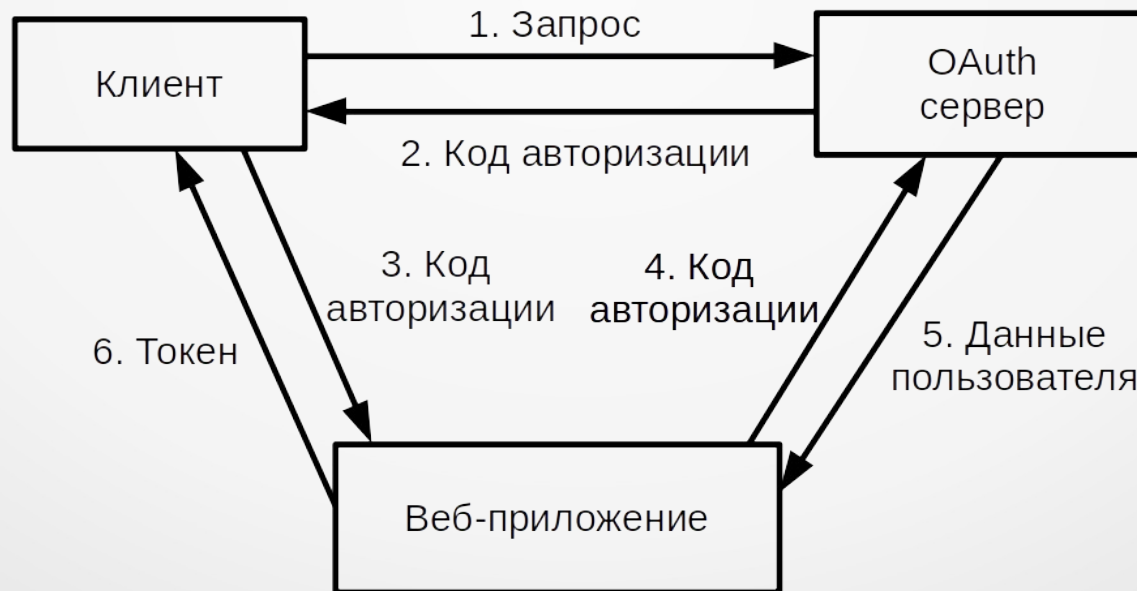 1. Запрос
Клиент
OAuth
сервер
2. Код авторизации
3. Код
авторизации
4. Код
авторизации
5. Данные
пользователя
6. Токен
Веб-приложение